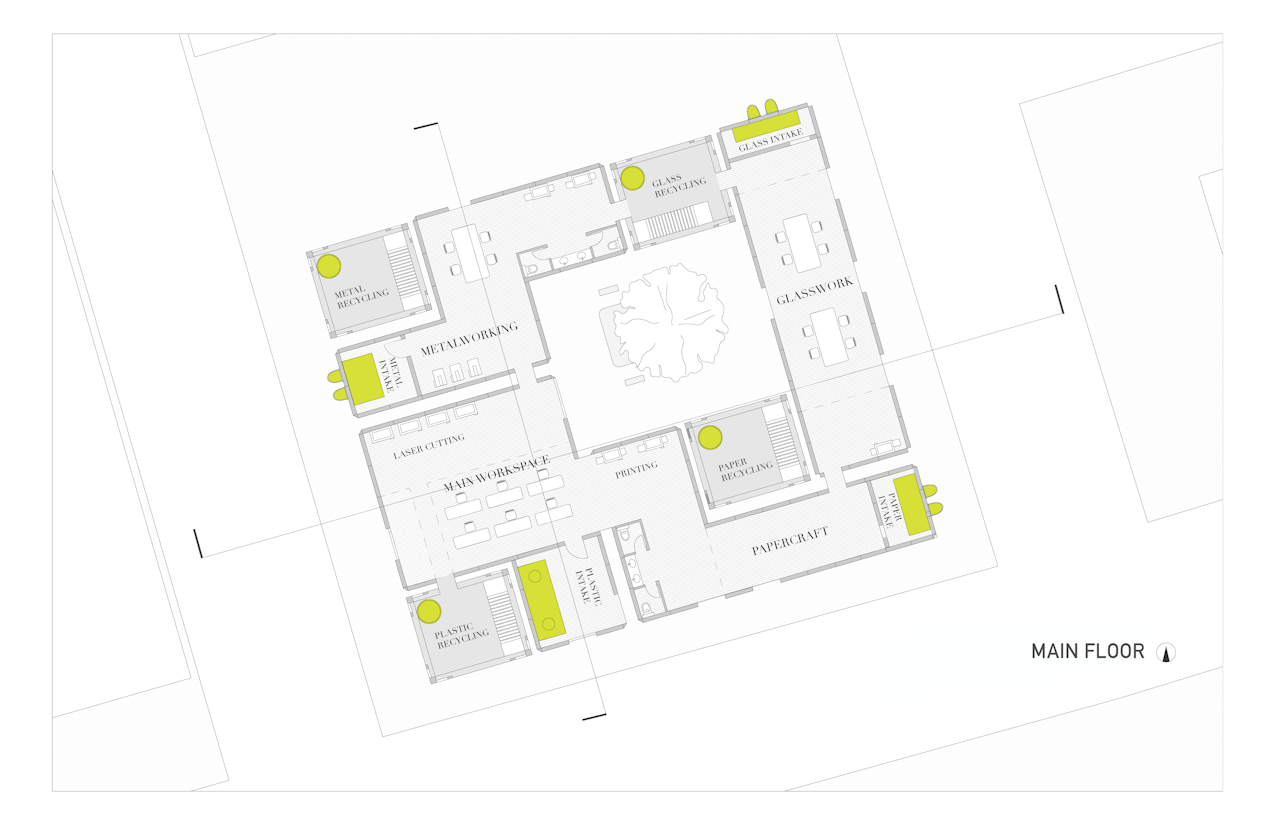 GLASS INTAKE
GLASS
RECYCLING
METAL
RECYCLING
GLASSWORK
METALWORKING
METAL
INTAKE
LASER CUTTING
MAIN WORKSPACE
PRINTING
PAPER
RECYCLING
PAPER
INTAKE
PAPERCRAFT
PLASTIC
INTAKE
PLASTIC
RECYCLING
MAIN FLOOR